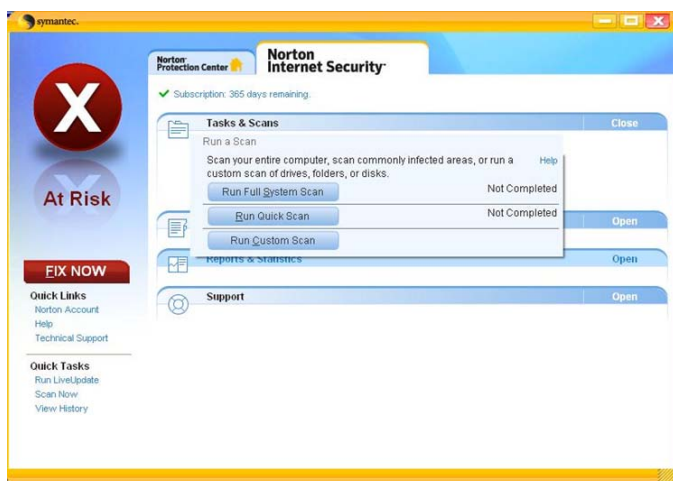 symantec.
Norton
Protection Center
Norton
Internet Security
Subscription: 365 days remaining.
Tasks & Scans
Close
Run a Scan
Scan your entire computer, scan commonly infected areas, or run a
custom scan of drives, folders, or disks.
Help
Run Full System Scan
Not Completed
Run Quick Scan
Not Completed
Open
Run Custom Scan
Reports & Statistics
Open
Support
Open
X
At Risk
FIX NOW
Quick Links
Norton Account
Help
Technical Support
Quick Tasks
Run LiveUpdate
Scan Now
View History